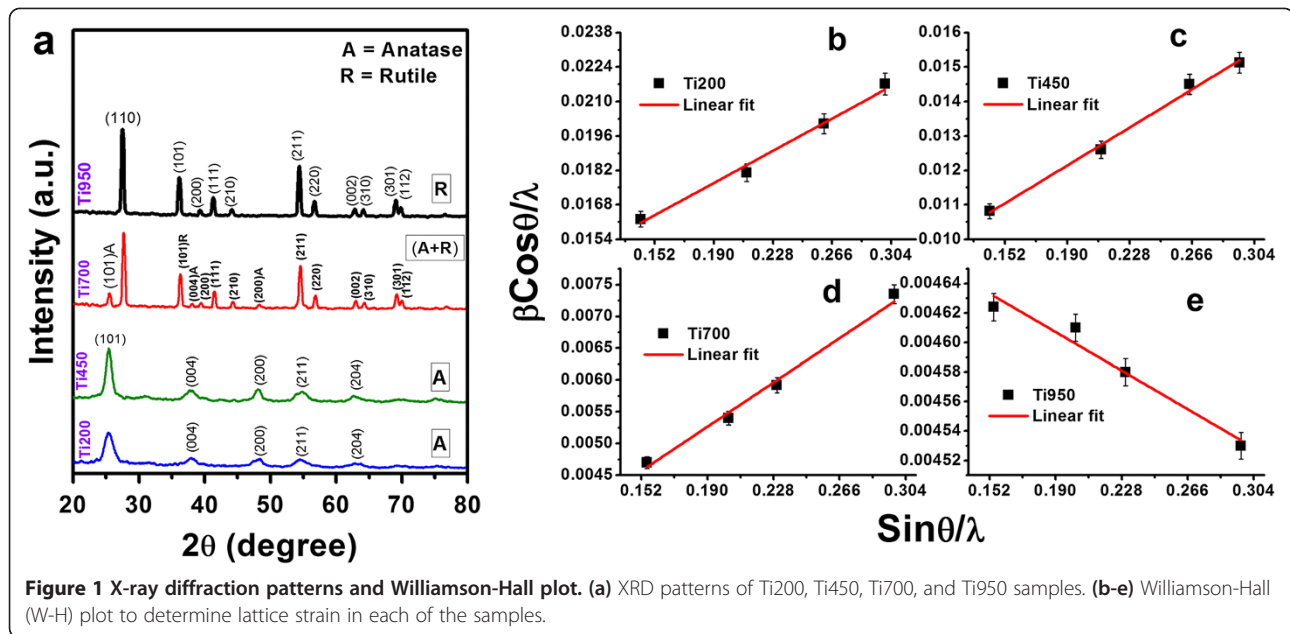 a
A = Anatase
R = Rutile
Intensity (a.u.)
Ti950
(110)
(101)
(200)
(111)
(210)
(211)
(220)
(002)
(310)
(301)
(112)
R
Ti700
(101)A
(101)R
(004)A
(200)
(111)
(210)
(200)A
(211)
(220)
(002)
(310)
(301)
(112)
(A+R)
Ti450
(101)
(004)
(200)
(211)
(204)
A
Ti200
(004)
(200)
(211)
(204)
A
20 30 40 50 60 70 80
2θ (degree)
βCosθ/λ
b
Ti200
Linear fit
0.0238
0.0224
0.0210
0.0196
0.0182
0.0168
0.0154
0.152 0.190 0.228 0.266 0.304
c
Ti450
Linear fit
0.016
0.015
0.013
0.012
0.010
0.152 0.190 0.228 0.266 0.304
d
Ti700
Linear fit
0.0075
0.0070
0.0065
0.0060
0.0055
0.0050
0.0045
0.152 0.190 0.228 0.266 0.304
e
Ti950
Linear fit
0.00464
0.00462
0.00460
0.00458
0.00456
0.00454
0.00452
0.152 0.190 0.228 0.266 0.304
Sinθ/λ
Figure 1 X-ray diffraction patterns and Williamson-Hall plot. (a) XRD patterns of Ti200, Ti450, Ti700, and Ti950 samples. (b-e) Williamson-Hall
(W-H) plot to determine lattice strain in each of the samples.